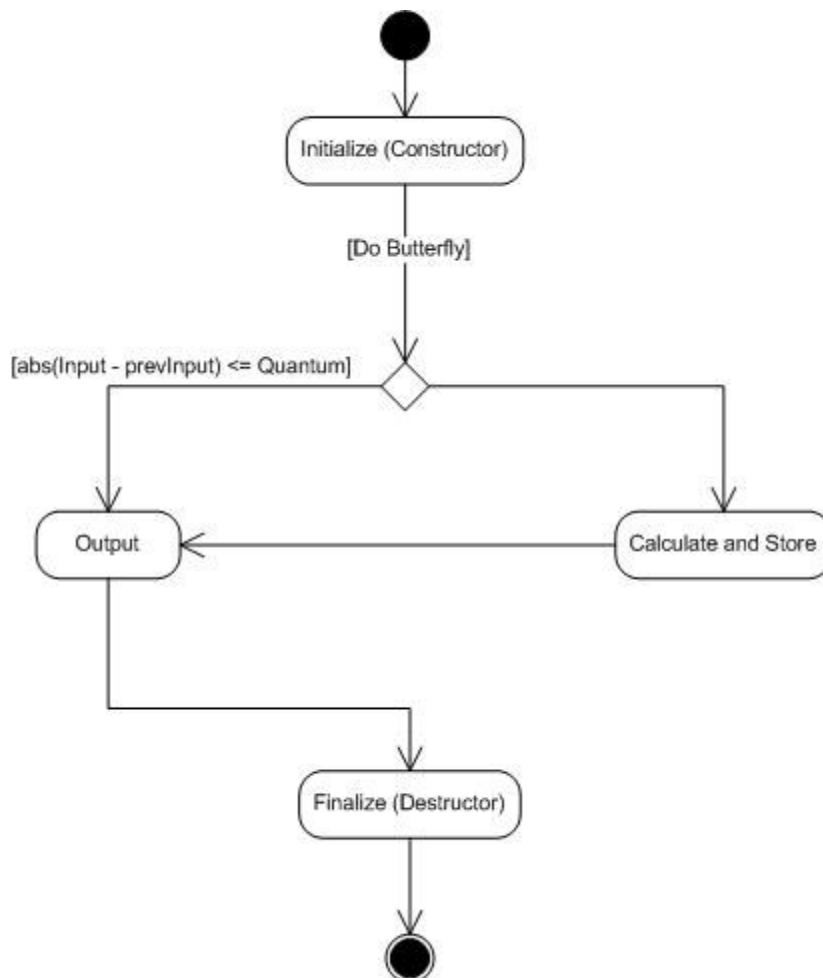 Initialize (Constructor)
[Do Butterfly]
[abs(Input - prevInput) <= Quantum]
Output
Calculate and Store
Finalize (Destructor)